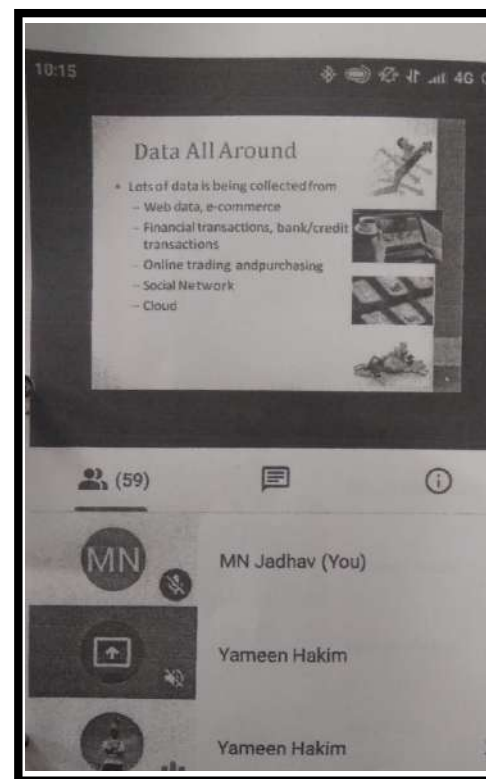 10:15
4G
Data All Around
• Lots of data is being collected from
– Web data, e-commerce
– Financial transactions, bank/credit
transactions
– Online trading andpurchasing
– Social Network
– Cloud
(59)
MN
MN Jadhav (You)
Yameen Hakim
Yameen Hakim